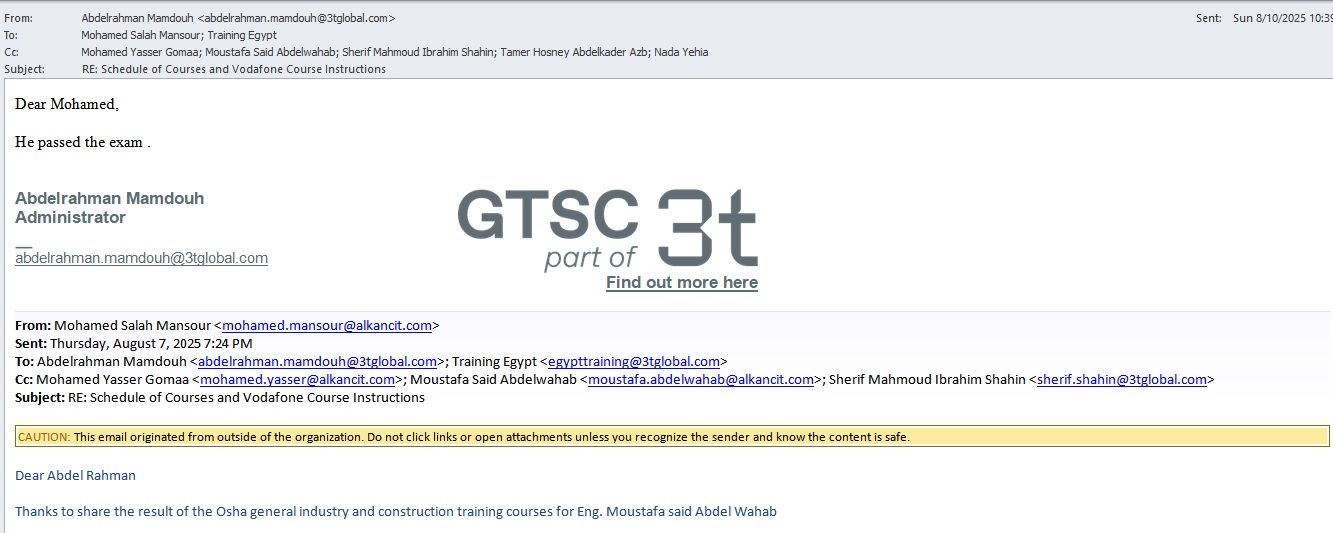 From: Abdelrahman Mamdouh <abdelrahman.mamdouh@3tglobal.com> Sent: Sun 8/10/2025 10:39
To: Mohamed Salah Mansour; Training Egypt
Cc: Mohamed Yasser Gomaa; Moustafa Said Abdelwahab; Sherif Mahmoud Ibrahim Shahin; Tamer Hosney Abdelkader Azb; Nada Yehia
Subject: RE: Schedule of Courses and Vodafone Course Instructions
Dear Mohamed,
He passed the exam .
Abdelrahman Mamdouh
Administrator
__
abdelrahman.mamdouh@3tglobal.com
GTSC 3t
part of
Find out more here
From: Mohamed Salah Mansour <mohamed.mansour@alkancit.com>
Sent: Thursday, August 7, 2025 7:24 PM
To: Abdelrahman Mamdouh <abdelrahman.mamdouh@3tglobal.com>; Training Egypt <egypttraining@3tglobal.com>
Cc: Mohamed Yasser Gomaa <mohamed.yasser@alkancit.com>; Moustafa Said Abdelwahab <moustafa.abdelwahab@alkancit.com>; Sherif Mahmoud Ibrahim Shahin <sherif.shahin@3tglobal.com>
Subject: RE: Schedule of Courses and Vodafone Course Instructions
CAUTION: This email originated from outside of the organization. Do not click links or open attachments unless you recognize the sender and know the content is safe.
Dear Abdel Rahman
Thanks to share the result of the Osha general industry and construction training courses for Eng. Moustafa said Abdel Wahab